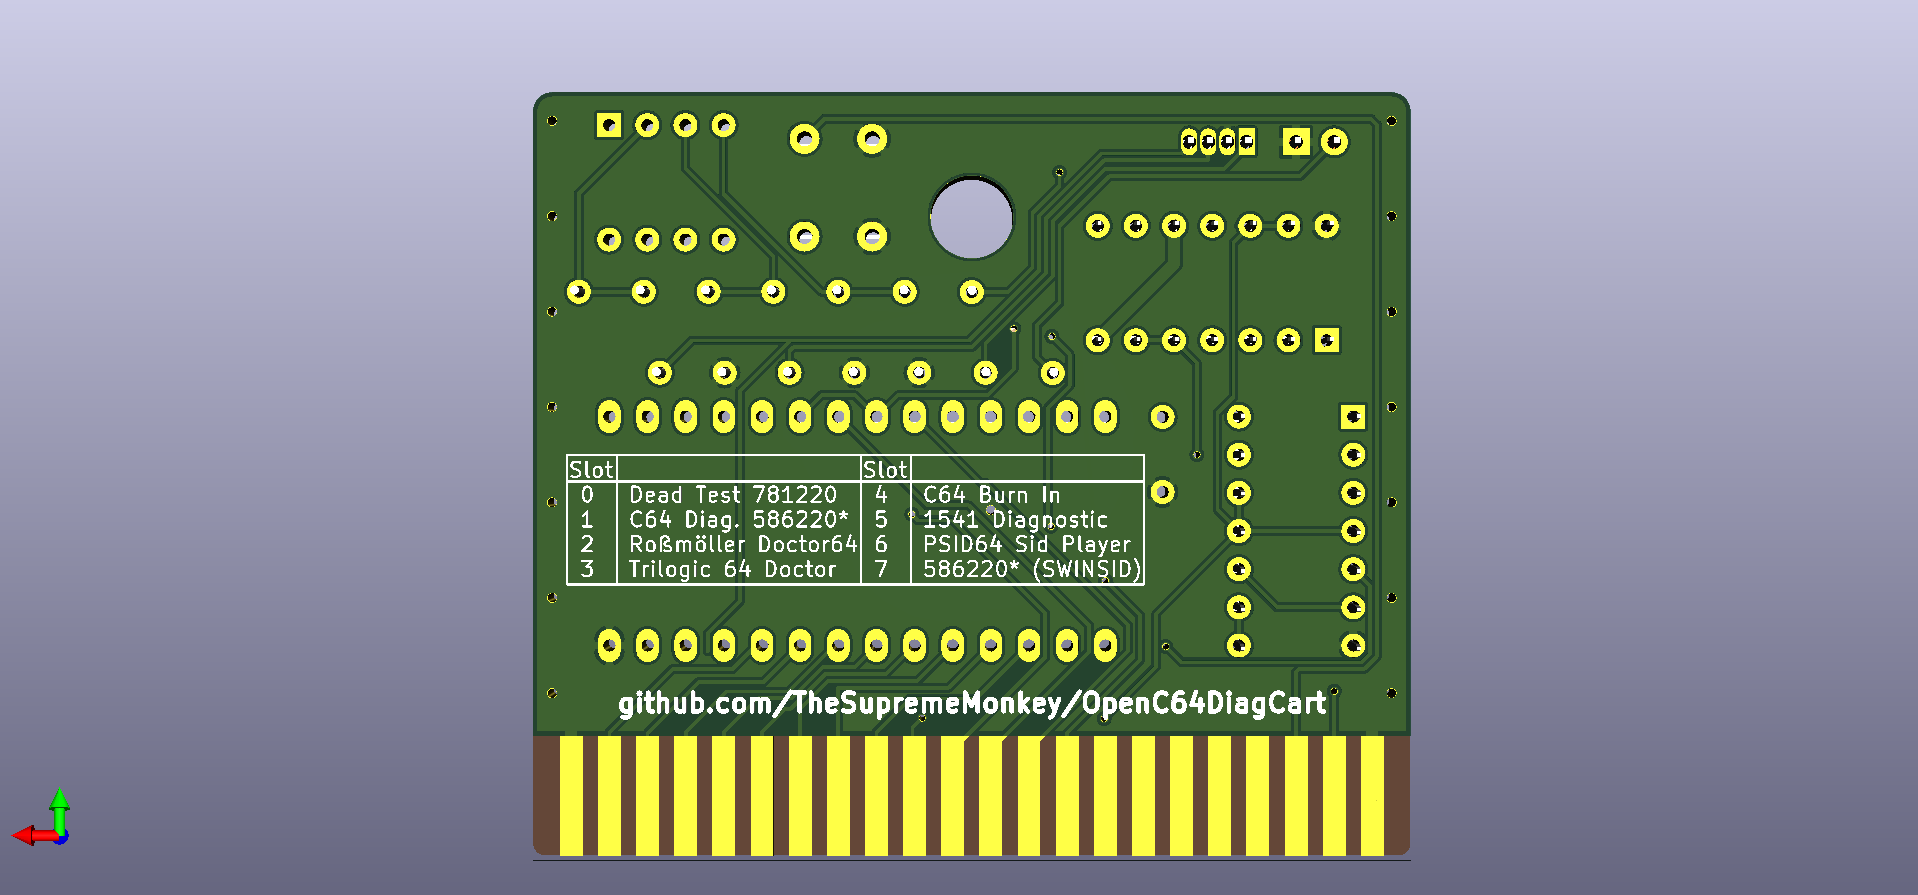 Slot Slot
0 Dead Test 781220 4 C64 Burn In
1 C64 Diag. 586220* 5 1541 Diagnostic
2 Roßmöller Doctor64 6 PSID64 Sid Player
3 Trilogic 64 Doctor 7 586220* (SWINSID)
github.com/TheSupremeMonkey/OpenC64DiagCart